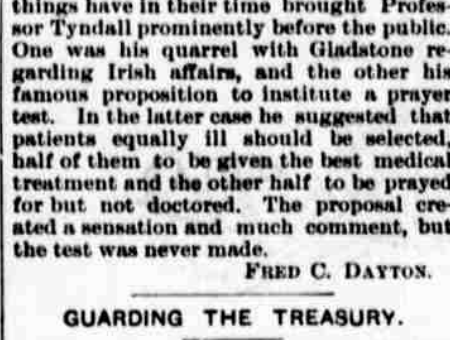 things have in their time brought Profes-
sor Tyndall prominently before the public.
One was his quarrel with Gladstone re-
garding Irish affairs, and the other his
famous proposition to institute a prayer
test. In the latter case he suggested that
patients equally ill should be selected,
half of them to be given the best medical
treatment and the other half to be prayed
for but not doctored. The proposal cre-
ated a sensation and much comment, but
the test was never made.
FRED C. DAYTON.
GUARDING THE TREASURY.